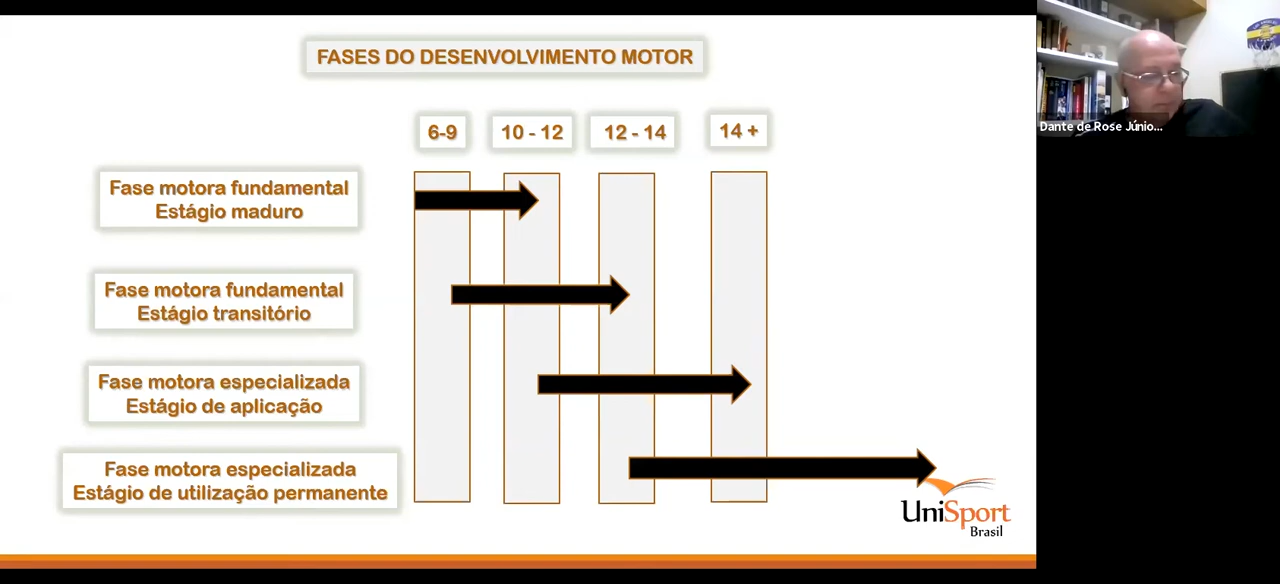 FASES DO DESENVOLVIMENTO MOTOR
6-9
10 - 12
12 - 14
14 +
Fase motora fundamental
Estágio maduro
Fase motora fundamental
Estágio transitório
Fase motora especializada
Estágio de aplicação
Fase motora especializada
Estágio de utilização permanente
UniSport
Brasil
Dante de Rose Júnio...